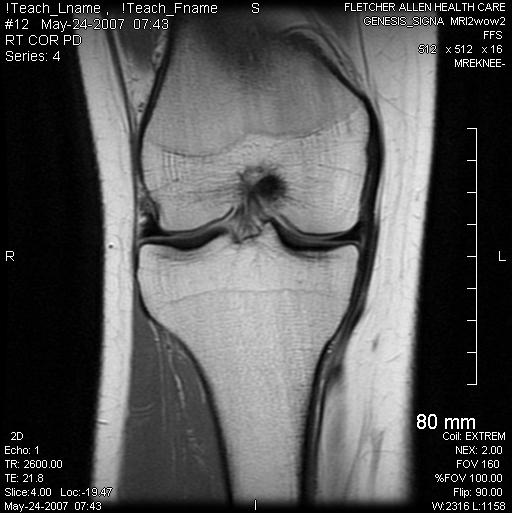 !Teach_Lname , !Teach_Fname
#12 May-24-2007 07:43
RT COR PD
Series: 4
S
FLETCHER ALLEN HEALTH CARE
GENESIS_SIGNA MRI2wow2
FFS
512 x 512 x 16
MREKNEE-
R
L
80 mm
2D
Echo: 1
TR: 2600.00
TE: 21.8
Slice:4.00 Loc:-19.47
May-24-2007 07:43
I
Coil: EXTREM
NEX: 2.00
FOV 160
%FOV 100.00
Flip: 90.00
W:2316 L:1158